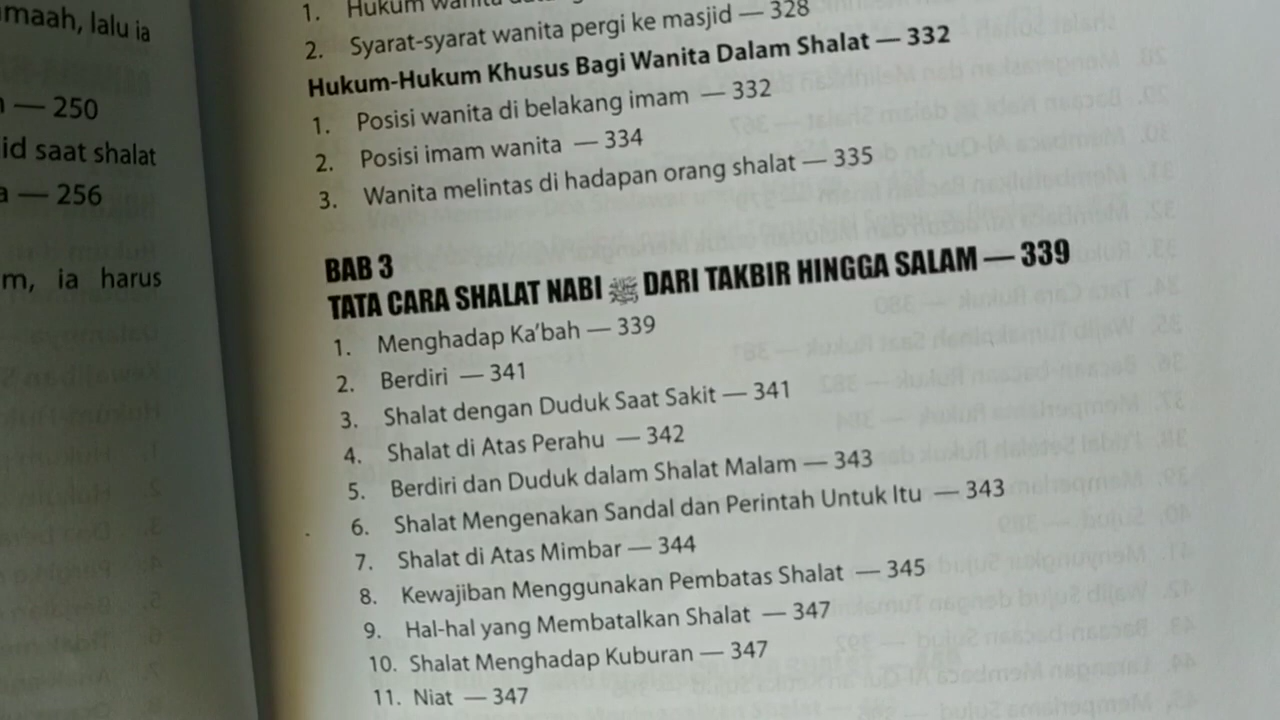 maah, lalu ia
— 250
id saat shalat
a — 256
m, ia harus
1. Hukum wanita
2. Syarat-syarat wanita pergi ke masjid — 328
Hukum-Hukum Khusus Bagi Wanita Dalam Shalat — 332
1. Posisi wanita di belakang imam — 332
2. Posisi imam wanita — 334
3. Wanita melintas di hadapan orang shalat — 335
BAB 3
TATA CARA SHALAT NABI ﷺ DARI TAKBIR HINGGA SALAM — 339
1. Menghadap Ka’bah — 339
2. Berdiri — 341
3. Shalat dengan Duduk Saat Sakit — 341
4. Shalat di Atas Perahu — 342
5. Berdiri dan Duduk dalam Shalat Malam — 343
6. Shalat Mengenakan Sandal dan Perintah Untuk Itu — 343
7. Shalat di Atas Mimbar — 344
8. Kewajiban Menggunakan Pembatas Shalat — 345
9. Hal-hal yang Membatalkan Shalat — 347
10. Shalat Menghadap Kuburan — 347
11. Niat — 347